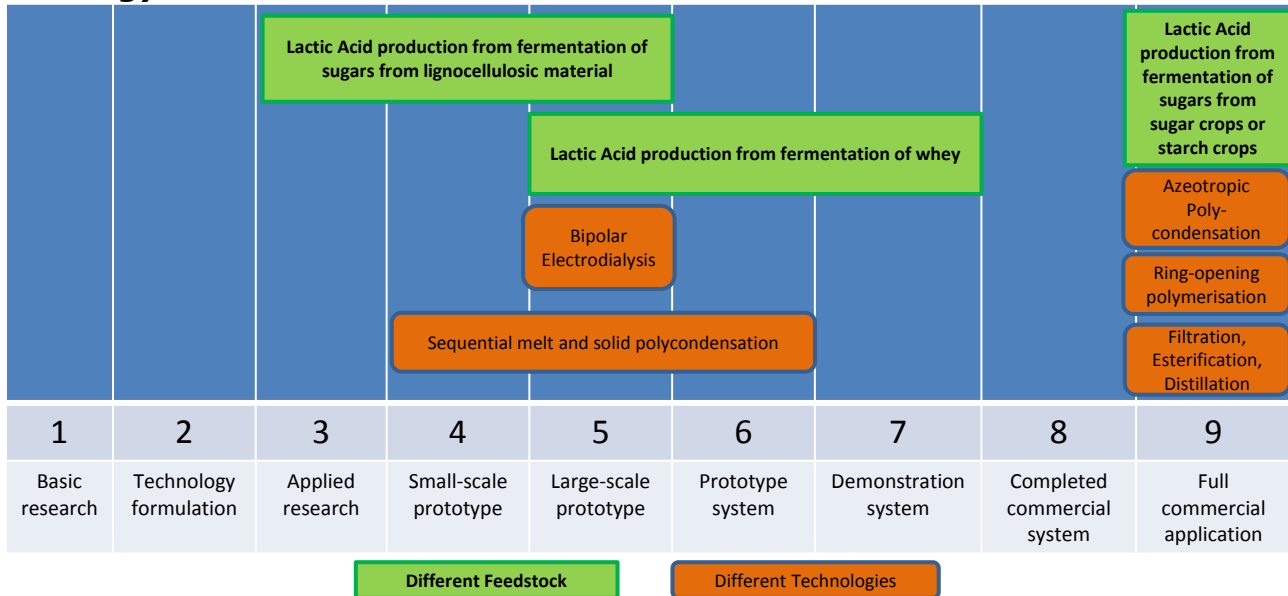 Lactic Acid production from fermentation of
sugars from lignocellulosic material
Lactic Acid
production from
fermentation of
sugars from
sugar crops or
starch crops
Lactic Acid production from fermentation of whey
Bipolar
Electrodialysis
Azeotropic
Poly-
condensation
Ring-opening
polymerisation
Sequential melt and solid polycondensation
Filtration,
Esterification,
Distillation
1 2 3 4 5 6 7 8 9
Basic
research
Technology
formulation
Applied
research
Small-scale
prototype
Large-scale
prototype
Prototype
system
Demonstration
system
Completed
commercial
system
Full
commercial
application
Different Feedstock
Different Technologies